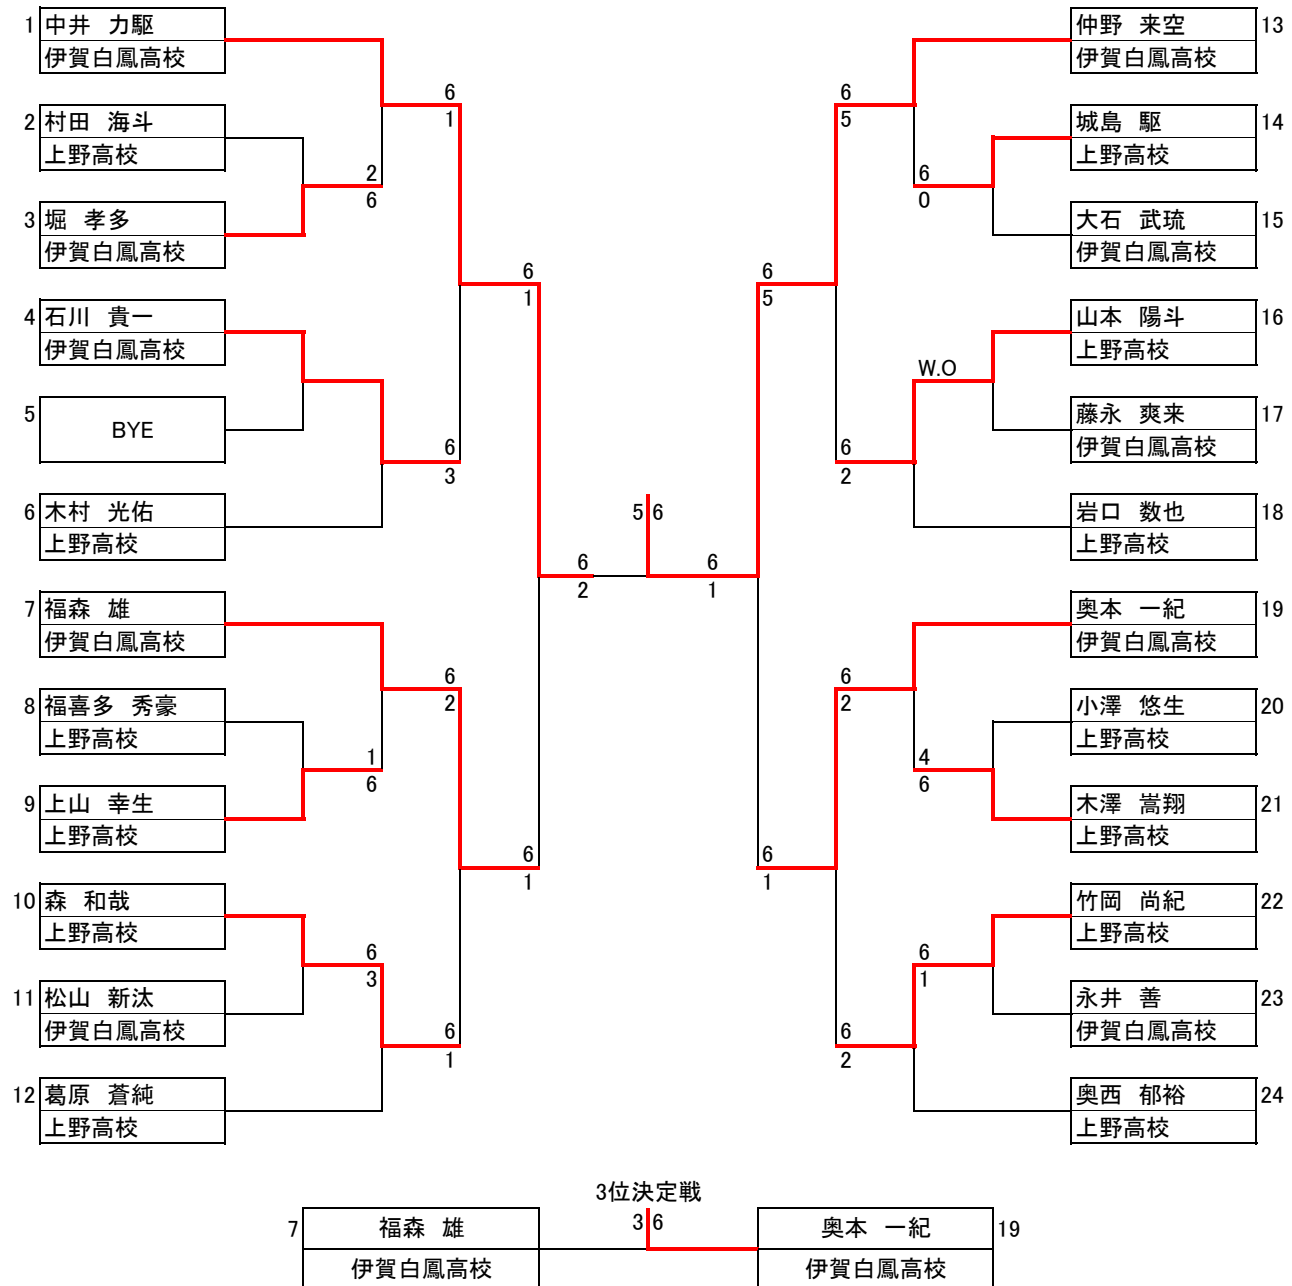 1 中井 力駆
伊賀白鳳高校
2 村田 海斗
上野高校
3 堀 孝多
伊賀白鳳高校
4 石川 貴一
伊賀白鳳高校
5 BYE
6 木村 光佑
上野高校
7 福森 雄
伊賀白鳳高校
8 福喜多 秀豪
上野高校
9 上山 幸生
上野高校
10 森 和哉
上野高校
11 松山 新汰
伊賀白鳳高校
12 葛原 蒼純
上野高校
2
6
1
6
6
3
6
1
6
3
6
2
6
1
6
1
6
1
6
2
5 6
6
1
6
5
6
1
6
5
6
2
6
2
6
2
6
0
W.O
4
6
6
1
仲野 来空 13
伊賀白鳳高校
城島 駆 14
上野高校
大石 武琉 15
伊賀白鳳高校
山本 陽斗 16
上野高校
藤永 爽来 17
伊賀白鳳高校
岩口 数也 18
上野高校
奥本 一紀 19
伊賀白鳳高校
小澤 悠生 20
上野高校
木澤 嵩翔 21
上野高校
竹岡 尚紀 22
上野高校
永井 善 23
伊賀白鳳高校
奥西 郁裕 24
上野高校
3位決定戦
7 福森 雄 3 6 奥本 一紀 19
伊賀白鳳高校 伊賀白鳳高校